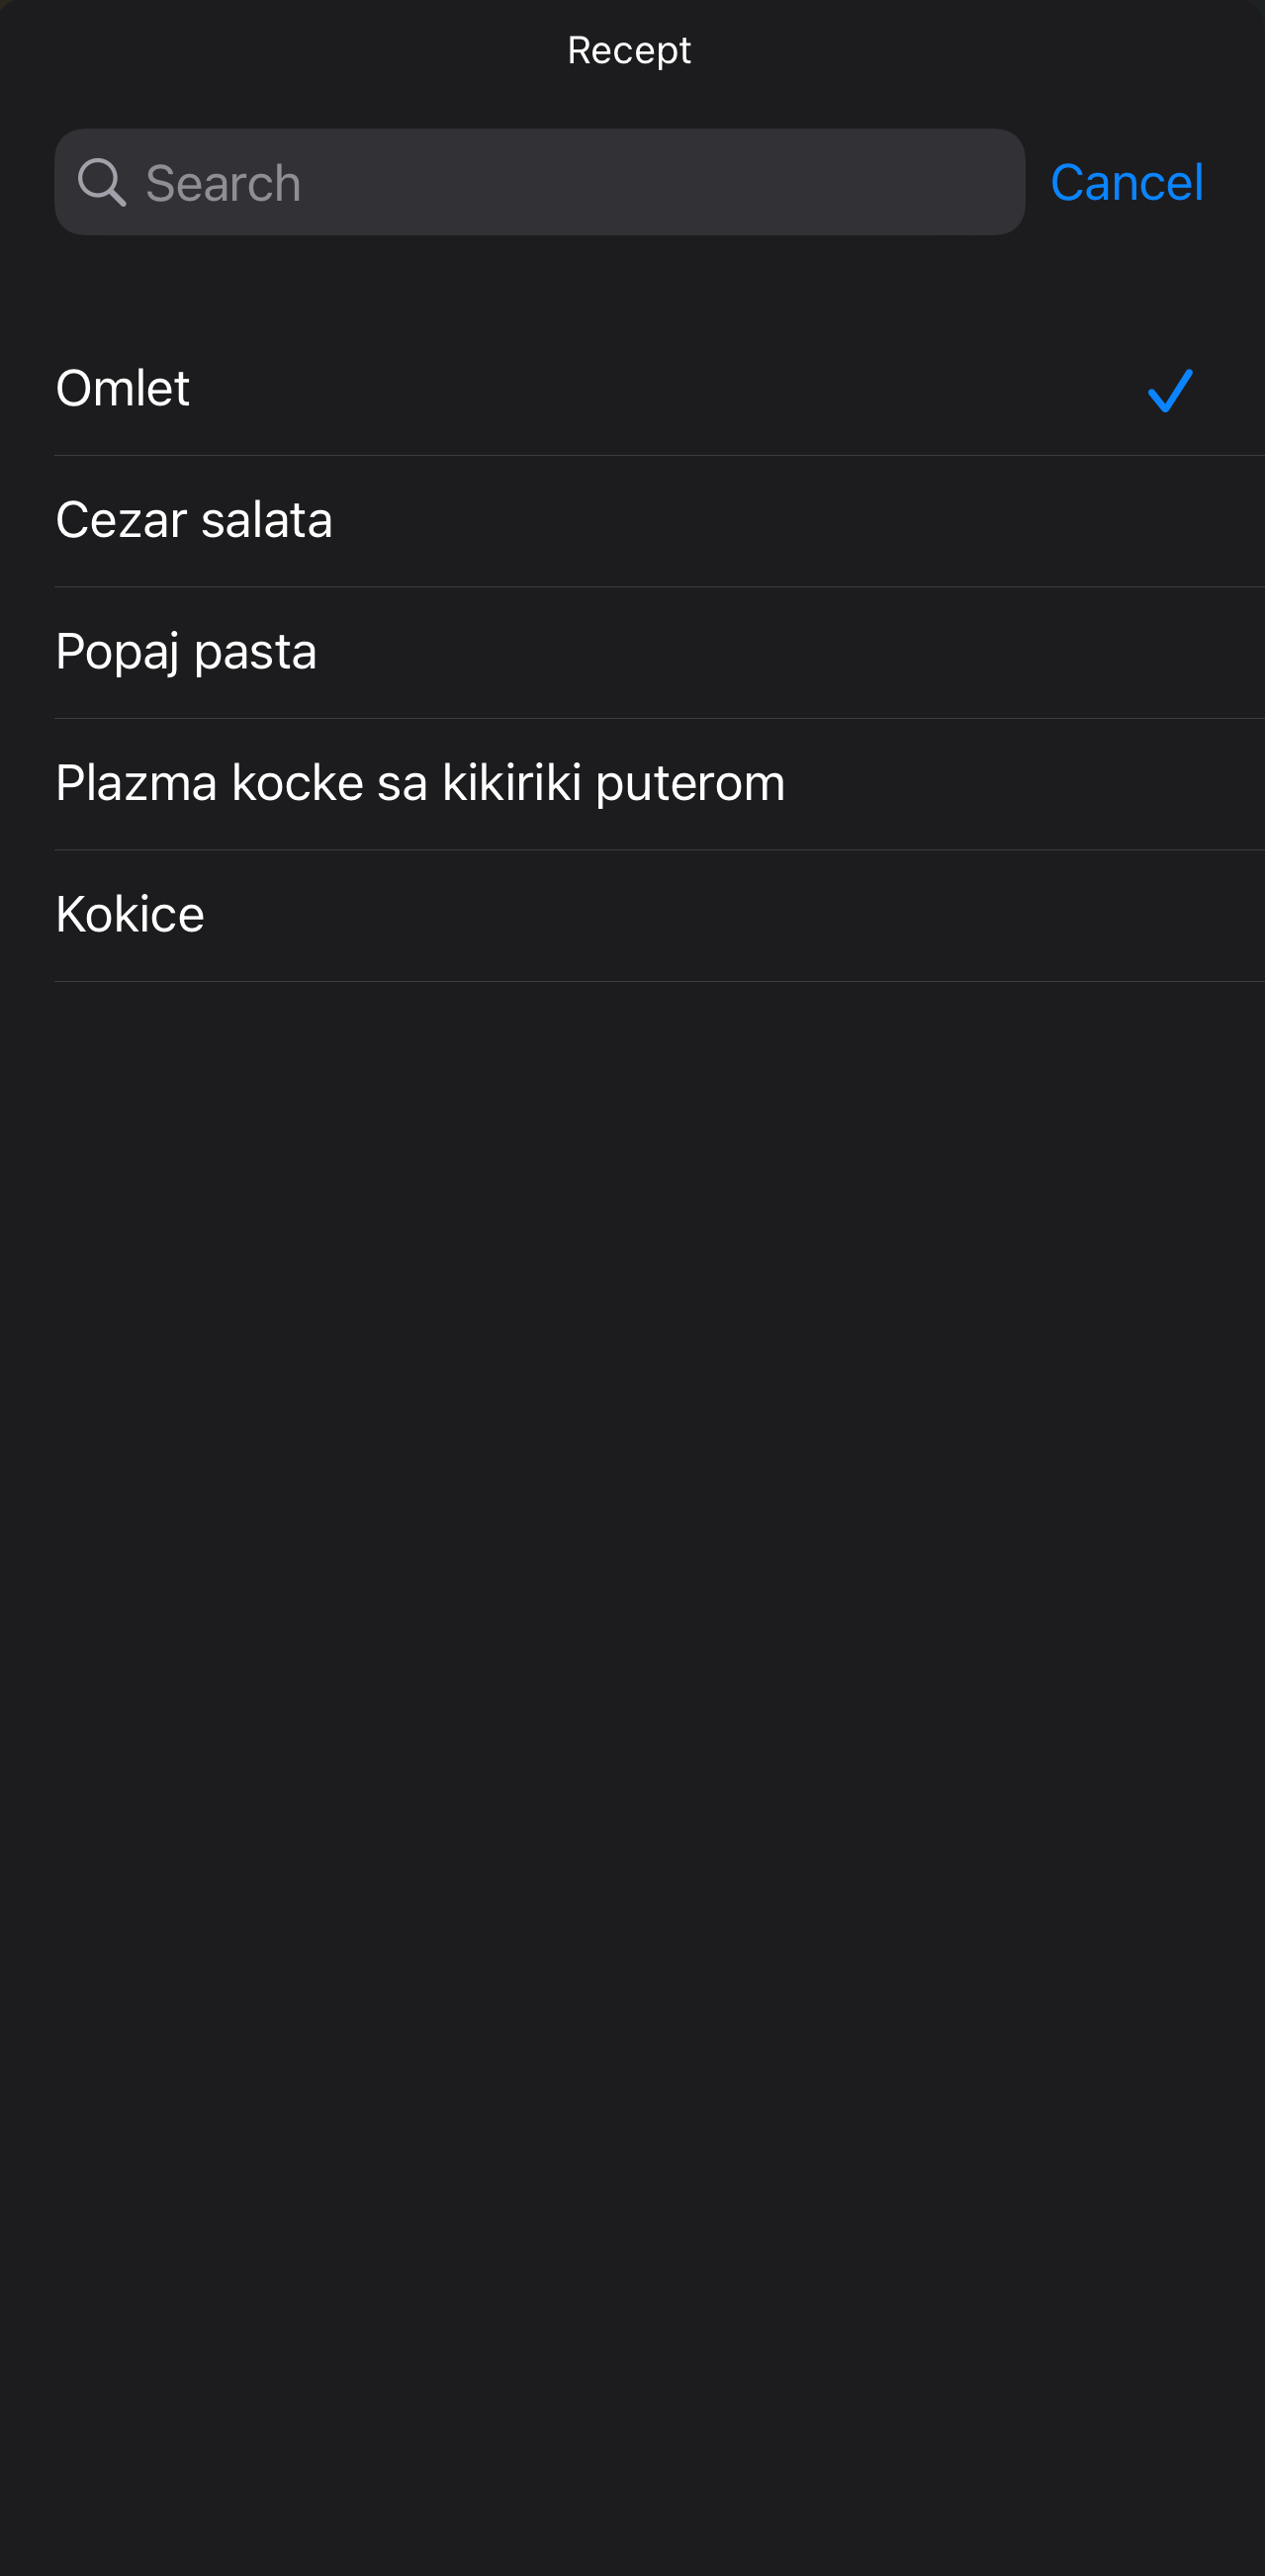 Recept
Search
Cancel
Omlet
Cezar salata
Popaj pasta
Plazma kocke sa kikiriki puterom
Kokice